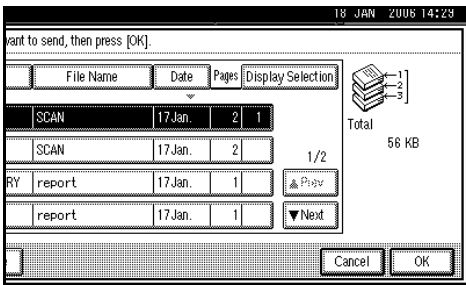 18 JAN 2006 14:29
want to send, then press [OK].
File Name Date Pages Display Selection
1
2
3
SCAN 17Jan. 2 1
Total
56 KB
SCAN 17Jan. 2
1/2
RY report 17Jan. 1 ▲Prev.
report 17Jan. 1 ▼Next
Cancel OK